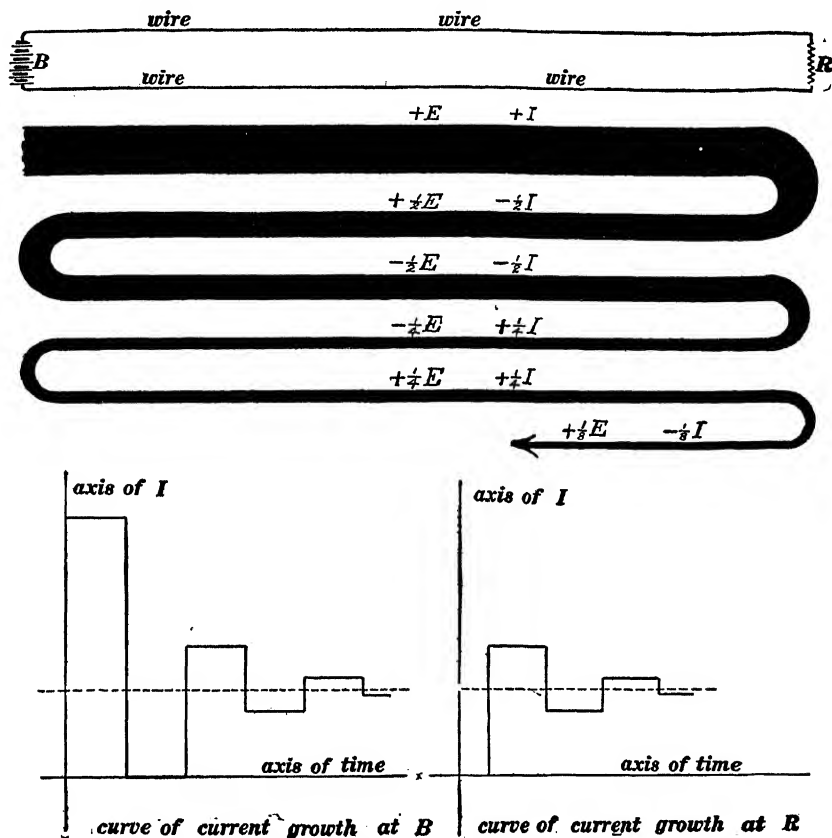 wire wire
B R
wire wire
+E +I
+½E -½I
-½E -½I
-¼E +¼I
+¼E +¼I
+⅛E -⅛I
axis of I axis of I
axis of time axis of time
curve of current growth at B curve of current growth at R